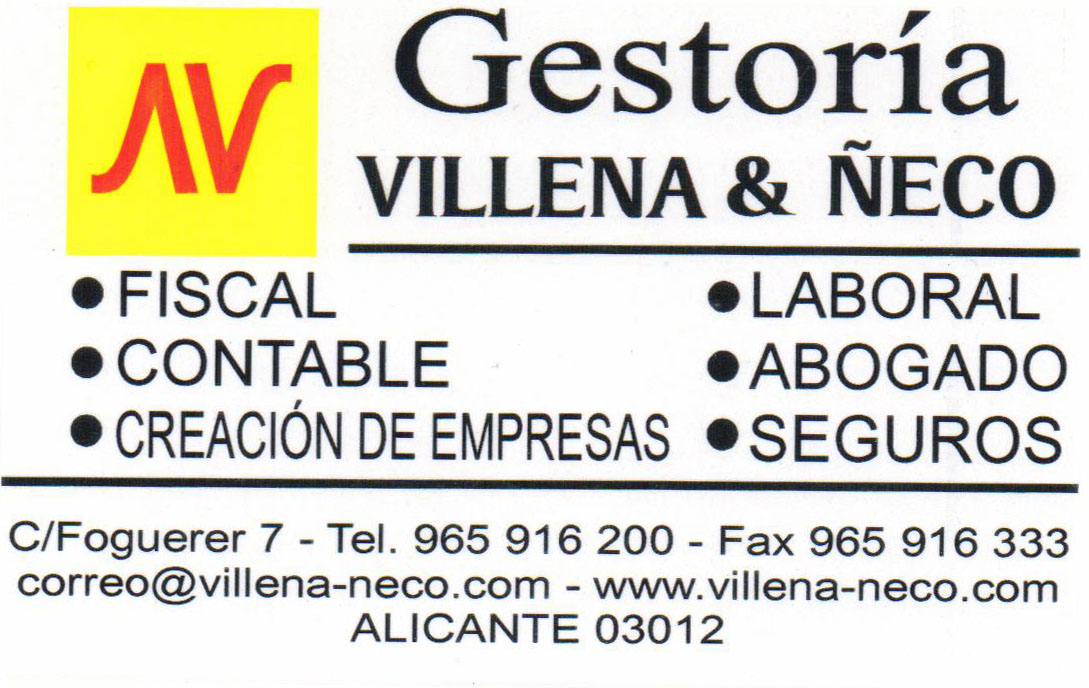 AV
Gestoría
VILLENA & ÑECO
● FISCAL
● LABORAL
● CONTABLE
● ABOGADO
● CREACIÓN DE EMPRESAS
● SEGUROS
C/Foguerer 7 - Tel. 965 916 200 - Fax 965 916 333
correo@villena-neco.com - www.villena-neco.com
ALICANTE 03012